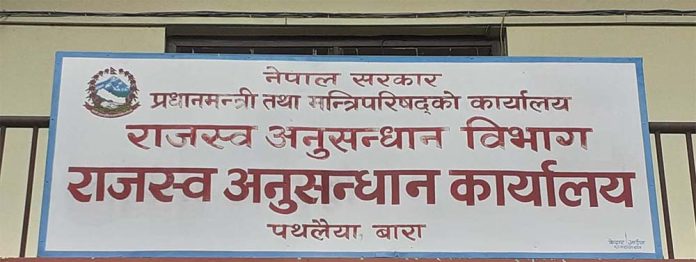 नेपाल सरकार
प्रधानमन्त्री तथा मन्त्रिपरिषद्को कार्यालय
राजस्व अनुसन्धान विभाग
राजस्व अनुसन्धान कार्यालय
पथलैया बारा